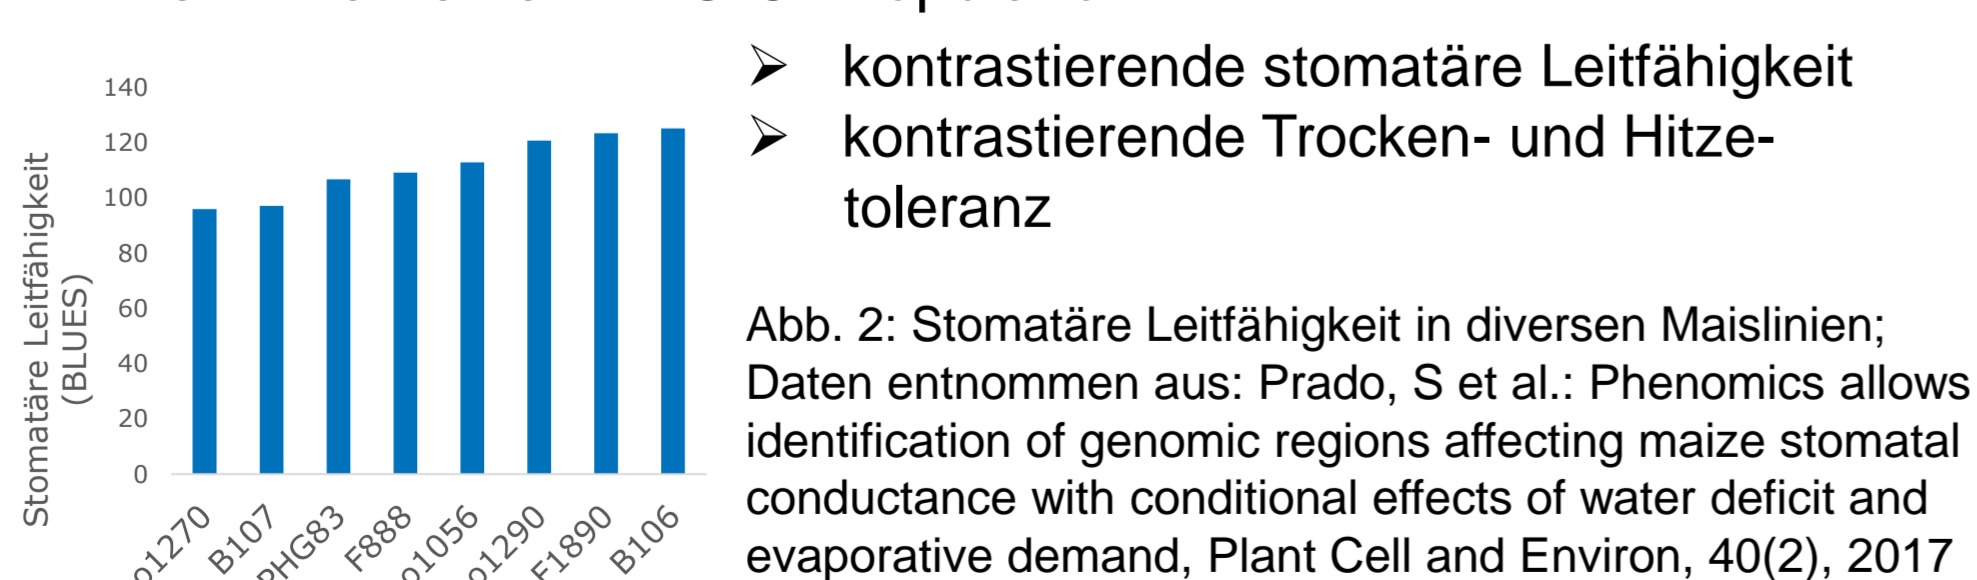 kontrastierende stomatäre Leitfähigkeit
kontrastierende Trocken- und Hitze-
toleranz
Abb. 2: Stomatäre Leitfähigkeit in diversen Maislinien;
Daten entnommen aus: Prado, S et al.: Phenomics allows
identification of genomic regions affecting maize stomatal
conductance with conditional effects of water deficit and
evaporative demand, Plant Cell and Environ, 40(2), 2017
Stomatäre Leitfähigkeit
(BLUES)
140
120
100
80
60
40
20
0
B107
PHG83
F888
F1890
B106